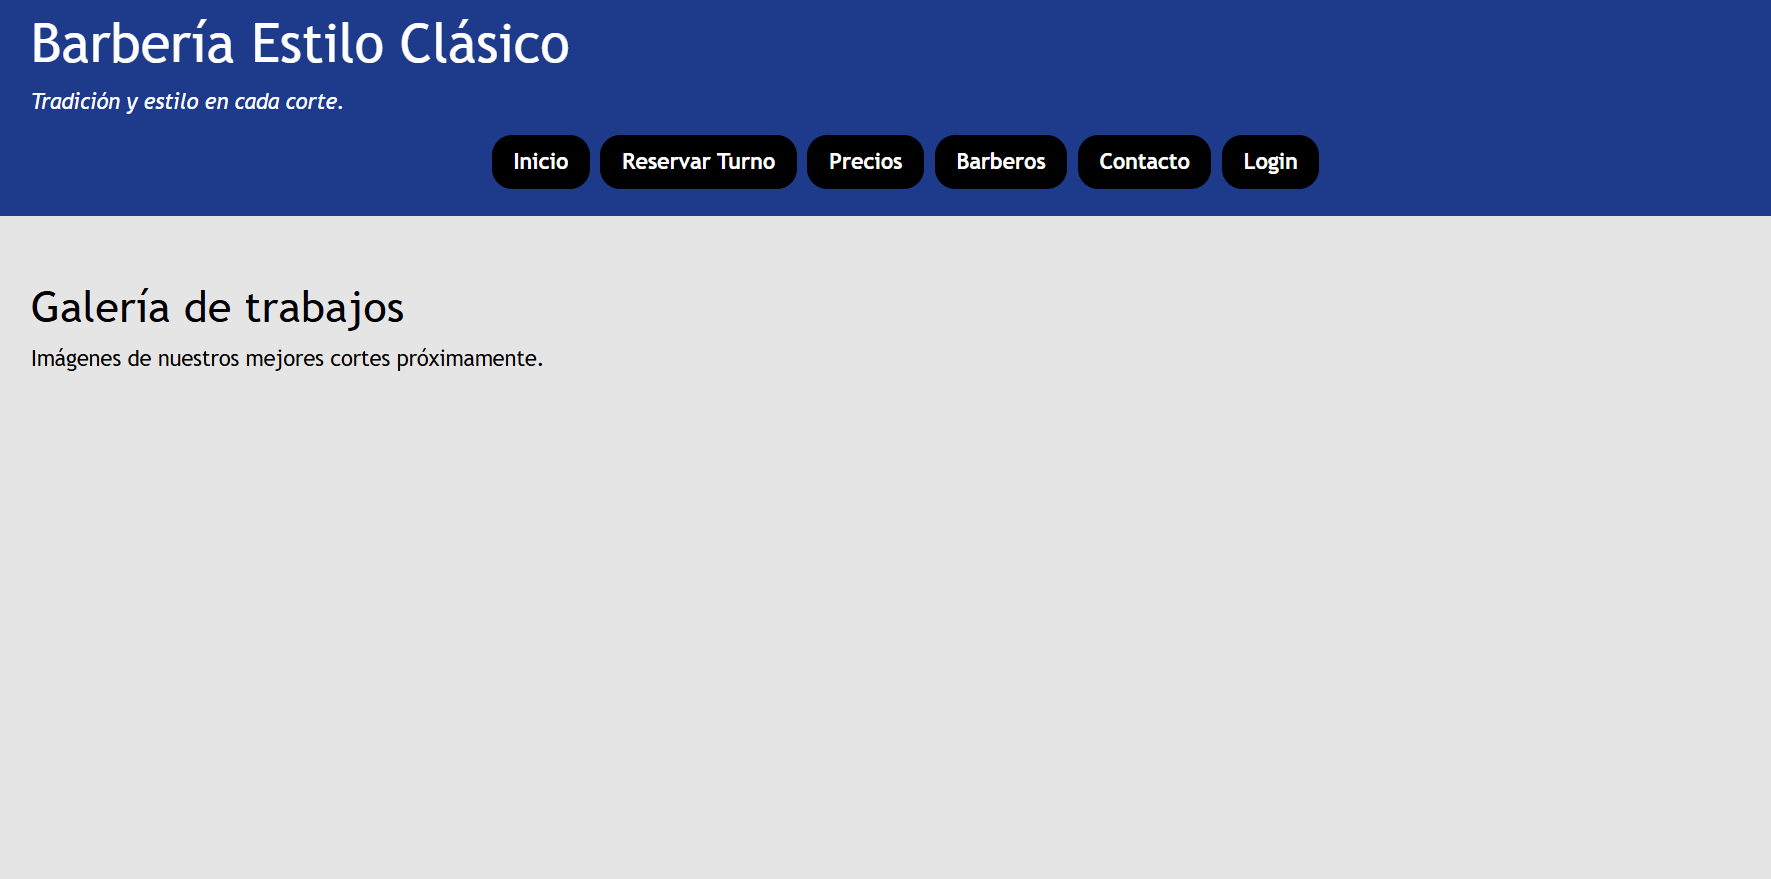 Barbería Estilo Clásico
Tradición y estilo en cada corte.
Inicio Reservar Turno Precios Barberos Contacto Login
Galería de trabajos
Imágenes de nuestros mejores cortes próximamente.